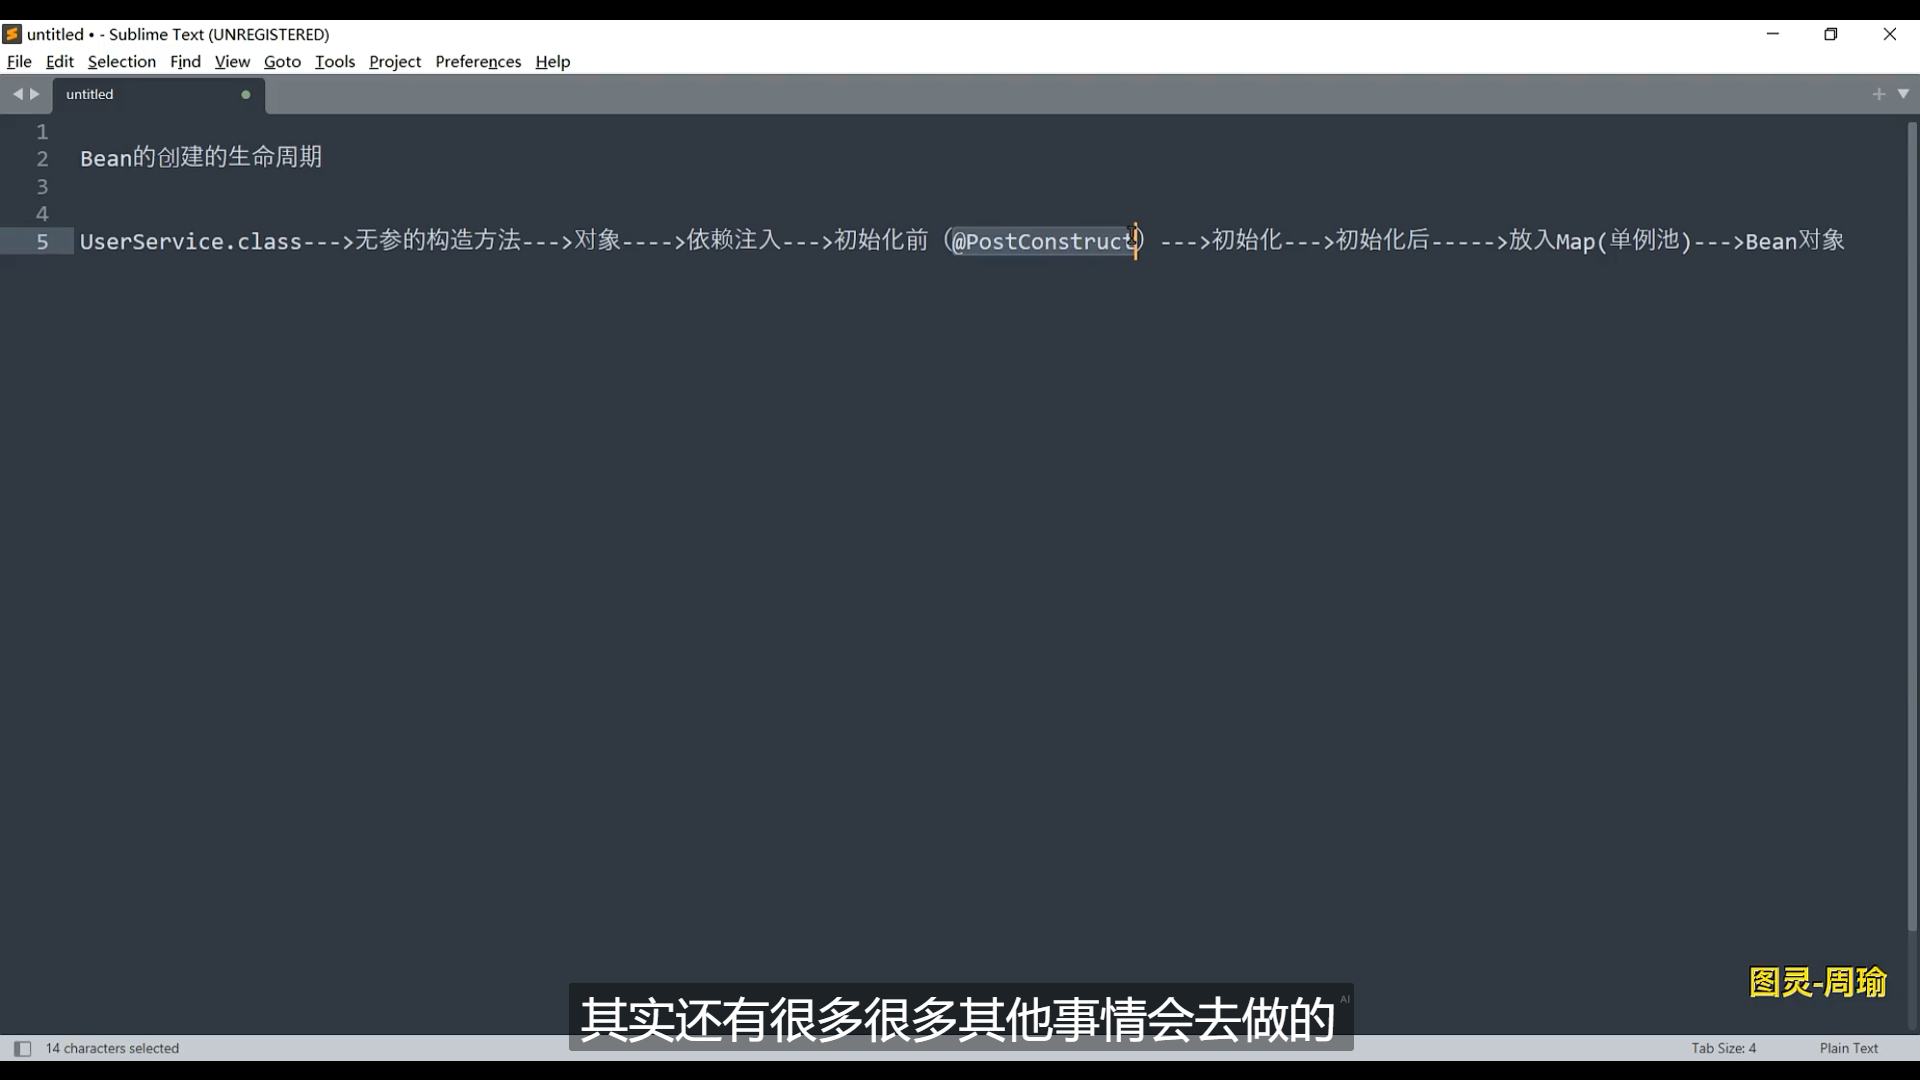 untitled • - Sublime Text (UNREGISTERED)
File Edit Selection Find View Goto Tools Project Preferences Help
untitled
1
2 Bean的创建的生命周期
3
4
5 UserService.class--->无参的构造方法--->对象---->依赖注入--->初始化前（@PostConstruct）--->初始化--->初始化后----->放入Map(单例池)--->Bean对象
图灵-周瑜
其实还有很多很多其他事情会去做的 AI
14 characters selected Tab Size: 4 Plain Text